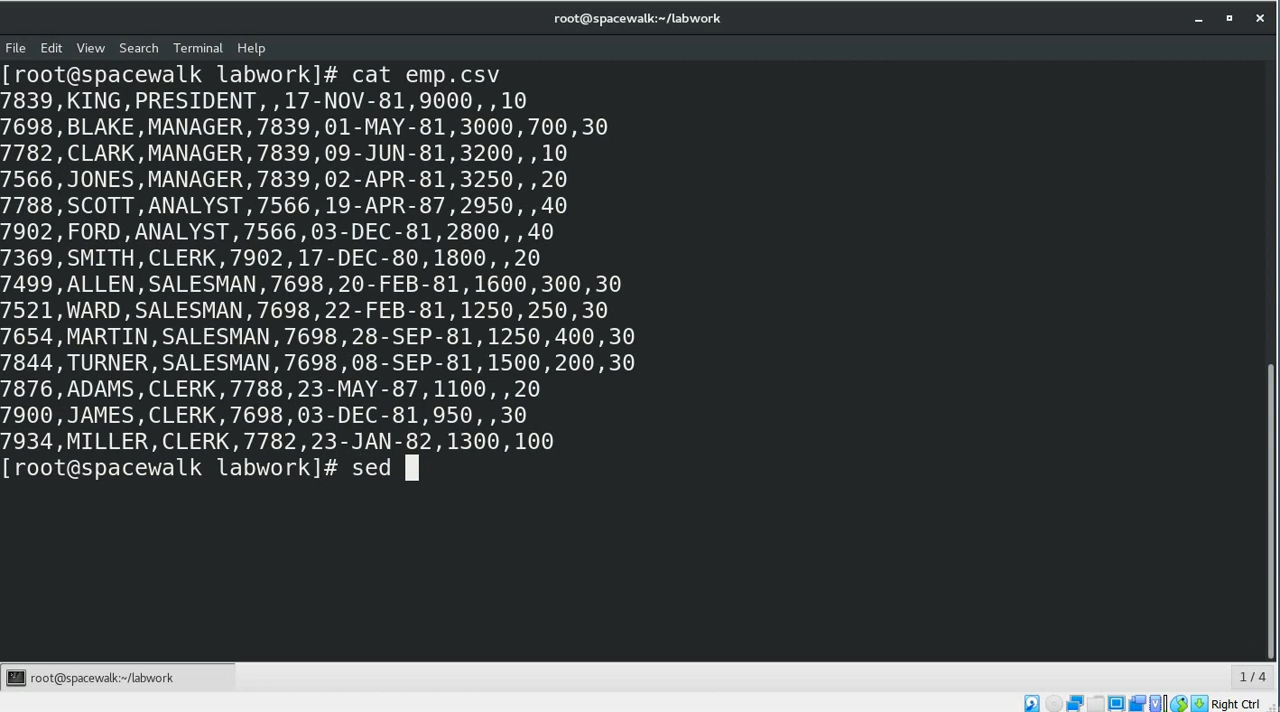 root@spacewalk:~/labwork
File Edit View Search Terminal Help
[root@spacewalk labwork]# cat emp.csv
7839,KING,PRESIDENT,,17-NOV-81,9000,,10
7698,BLAKE,MANAGER,7839,01-MAY-81,3000,700,30
7782,CLARK,MANAGER,7839,09-JUN-81,3200,,10
7566,JONES,MANAGER,7839,02-APR-81,3250,,20
7788,SCOTT,ANALYST,7566,19-APR-87,2950,,40
7902,FORD,ANALYST,7566,03-DEC-81,2800,,40
7369,SMITH,CLERK,7902,17-DEC-80,1800,,20
7499,ALLEN,SALESMAN,7698,20-FEB-81,1600,300,30
7521,WARD,SALESMAN,7698,22-FEB-81,1250,250,30
7654,MARTIN,SALESMAN,7698,28-SEP-81,1250,400,30
7844,TURNER,SALESMAN,7698,08-SEP-81,1500,200,30
7876,ADAMS,CLERK,7788,23-MAY-87,1100,,20
7900,JAMES,CLERK,7698,03-DEC-81,950,,30
7934,MILLER,CLERK,7782,23-JAN-82,1300,100
[root@spacewalk labwork]# sed
root@spacewalk:~/labwork
1 / 4
Right Ctrl